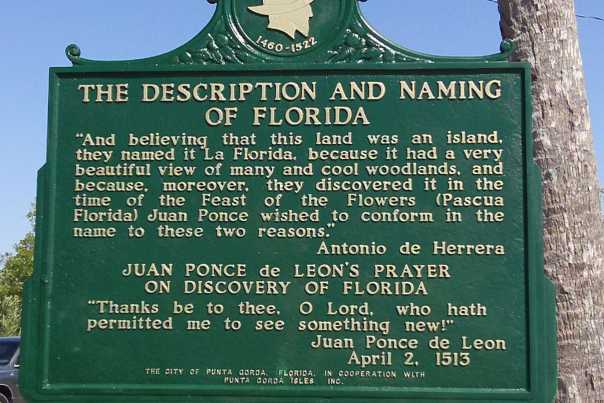 1460-1522
THE DESCRIPTION AND NAMING
OF FLORIDA
"And believing that this land was an island,
they named it La Florida, because it had a very
beautiful view of many and cool woodlands, and
because, moreover, they discovered it in the
time of the Feast of the Flowers (Pascua
Florida) Juan Ponce wished to conform in the
name to these two reasons."
Antonio de Herrera
JUAN PONCE de LEON'S PRAYER
ON DISCOVERY OF FLORIDA
"Thanks be to thee, O Lord, who hath
permitted me to see something new!"
Juan Ponce de Leon
April 2, 1513
THE CITY OF PUNTA GORDA, FLORIDA, IN COOPERATION WITH
PUNTA GORDA ISLES INC.